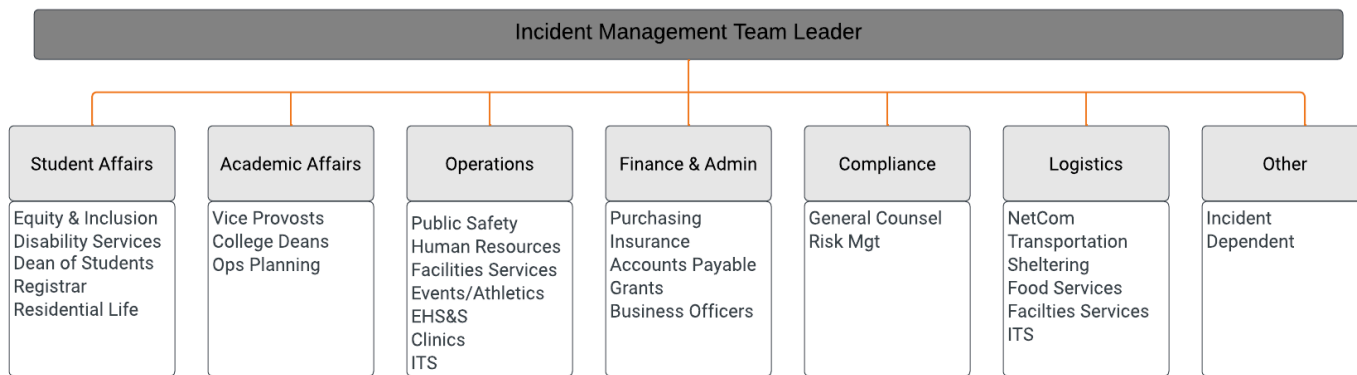 Incident Management Team Leader
Student Affairs
Equity & Inclusion
Disability Services
Dean of Students
Registrar
Residential Life
Academic Affairs
Vice Provosts
College Deans
Ops Planning
Operations
Public Safety
Human Resources
Facilities Services
Events/Athletics
EHS&S
Clinics
ITS
Finance & Admin
Purchasing
Insurance
Accounts Payable
Grants
Business Officers
Compliance
General Counsel
Risk Mgt
Logistics
NetCom
Transportation
Sheltering
Food Services
Facilties Services
ITS
Other
Incident
Dependent